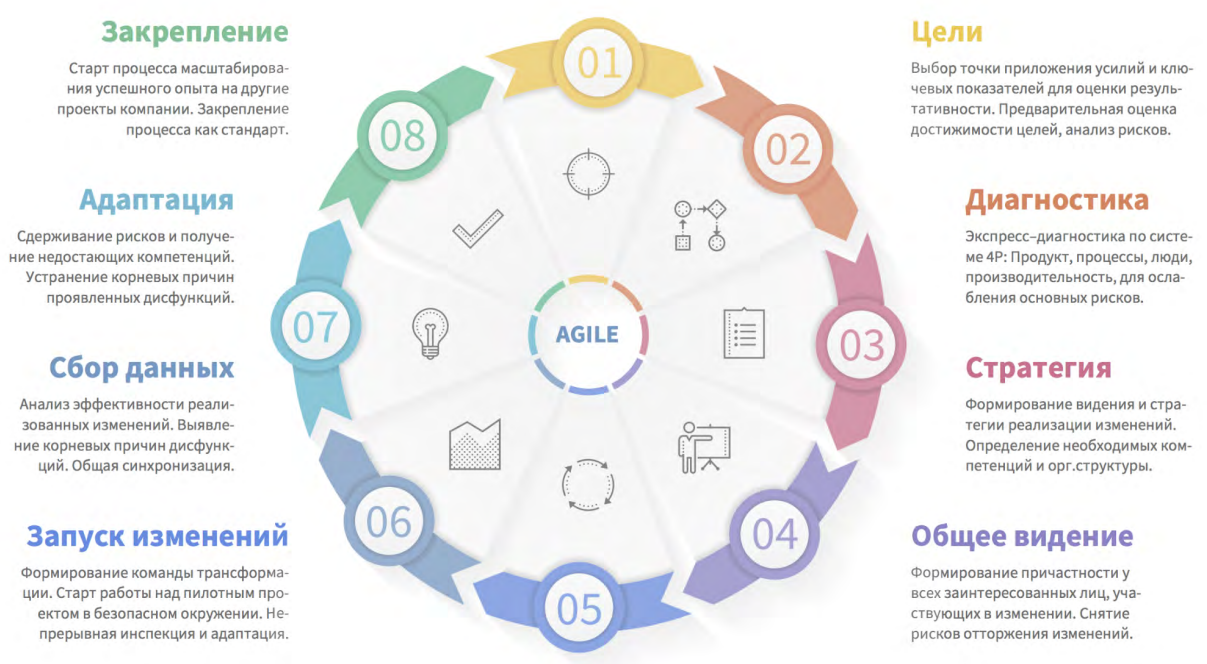 Закрепление
Старт процесса масштабирова-
ния успешного опыта на другие
проекты компании. Закрепление
процесса как стандарт.
Адаптация
Сдерживание рисков и получе-
ние недостающих компетенций.
Устранение корневых причин
проявленных дисфункций.
Сбор данных
Анализ эффективности реали-
зованных изменений. Выявле-
ние корневых причин дисфунк-
ций. Общая синхронизация.
Запуск изменений
Формирование команды трансформа-
ции. Старт работы над пилотным про-
ектом в безопасном окружении. Не-
прерывная инспекция и адаптация.
01
02
03
04
05
06
07
08
AGILE
Цели
Выбор точки приложения усилий и клю-
чевых показателей для оценки резуль-
тативности. Предварительная оценка
достижимости целей, анализ рисков.
Диагностика
Экспресс–диагностика по систе-
ме 4P: Продукт, процессы, люди,
производительность, для осла-
бления основных рисков.
Стратегия
Формирование видения и стра-
тегии реализации изменений.
Определение необходимых ком-
петенций и орг.структуры.
Общее видение
Формирование причастности у
всех заинтересованных лиц, уча-
ствующих в изменении. Снятие
рисков отторжения изменений.